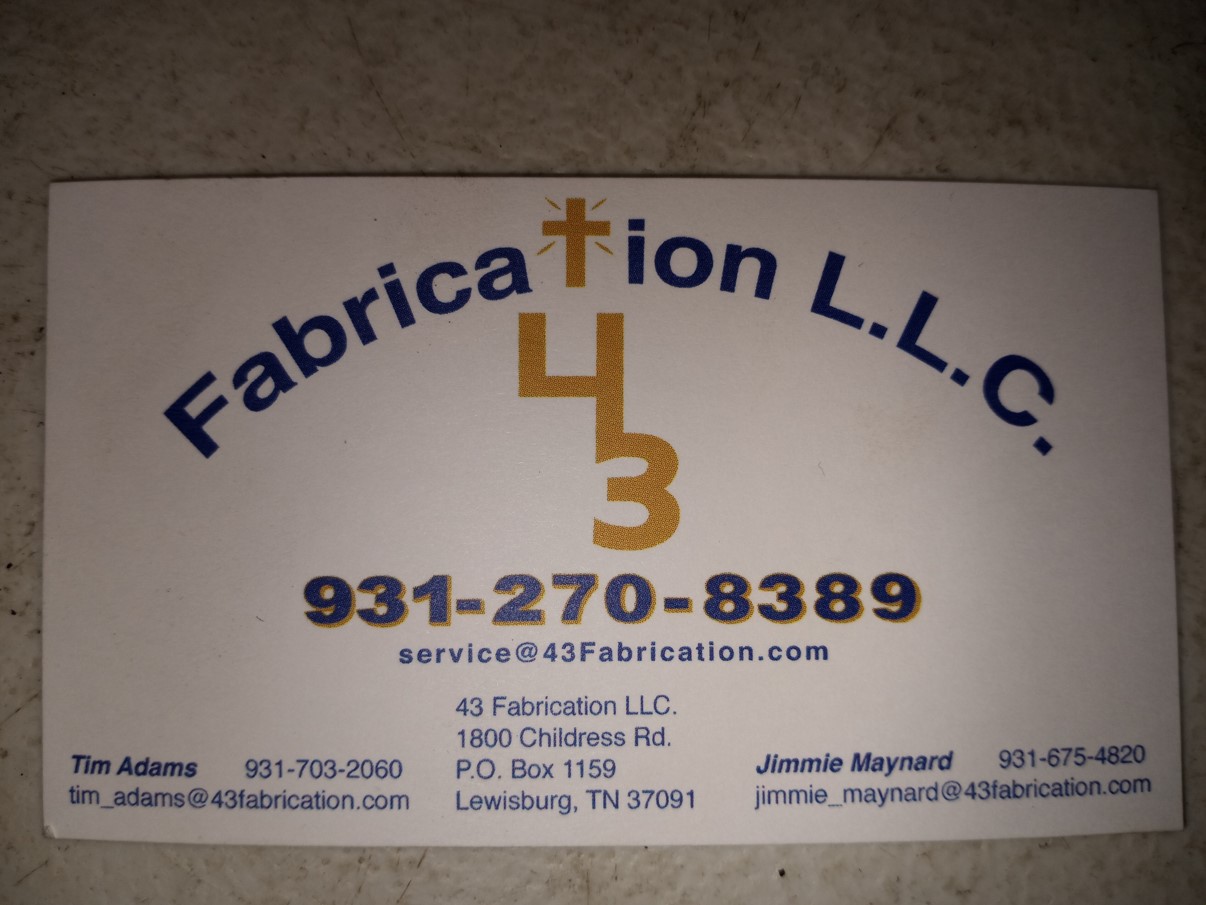 Fabrication L.L.C.
43
931-270-8389
service@43Fabrication.com
43 Fabrication LLC.
1800 Childress Rd.
P.O. Box 1159
Lewisburg, TN 37091
Tim Adams 931-703-2060
tim_adams@43fabrication.com
Jimmie Maynard 931-675-4820
jimmie_maynard@43fabrication.com